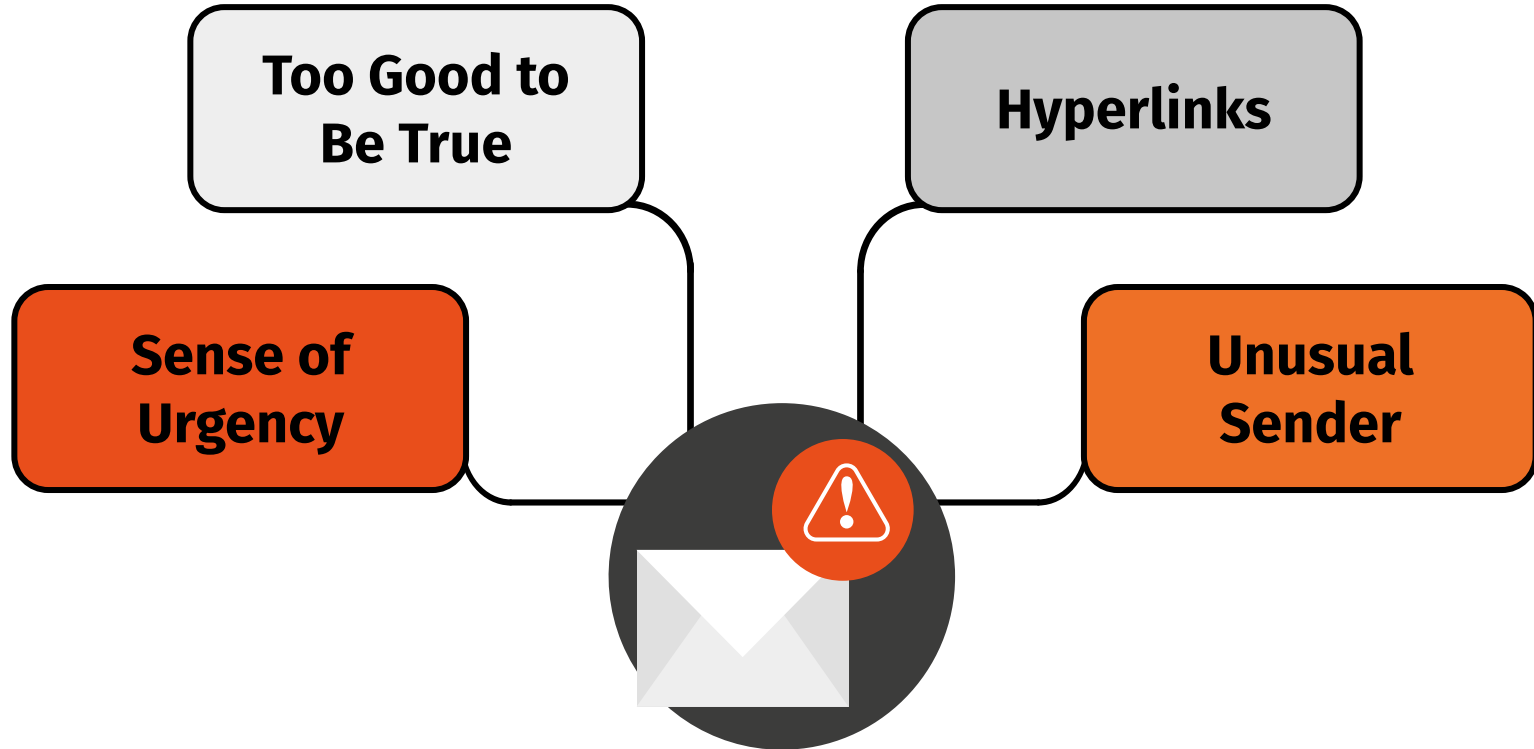 Too Good to
Be True
Hyperlinks
Sense of
Urgency
Unusual
Sender